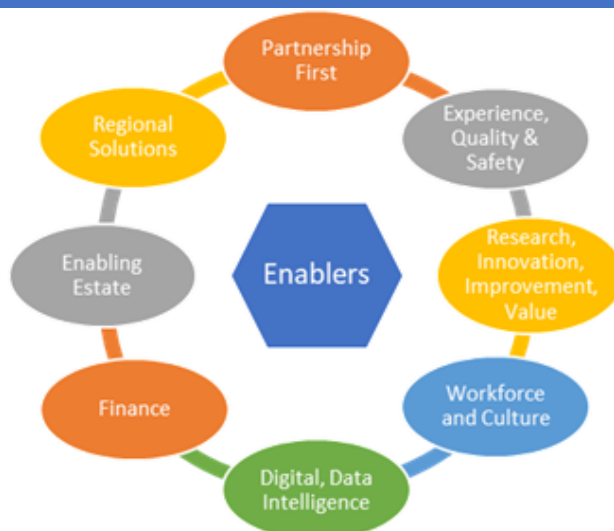 Partnership
First
Experience,
Quality &
Safety
Research,
Innovation,
Improvement,
Value
Workforce
and Culture
Digital, Data
Intelligence
Finance
Enabling
Estate
Regional
Solutions
Enablers